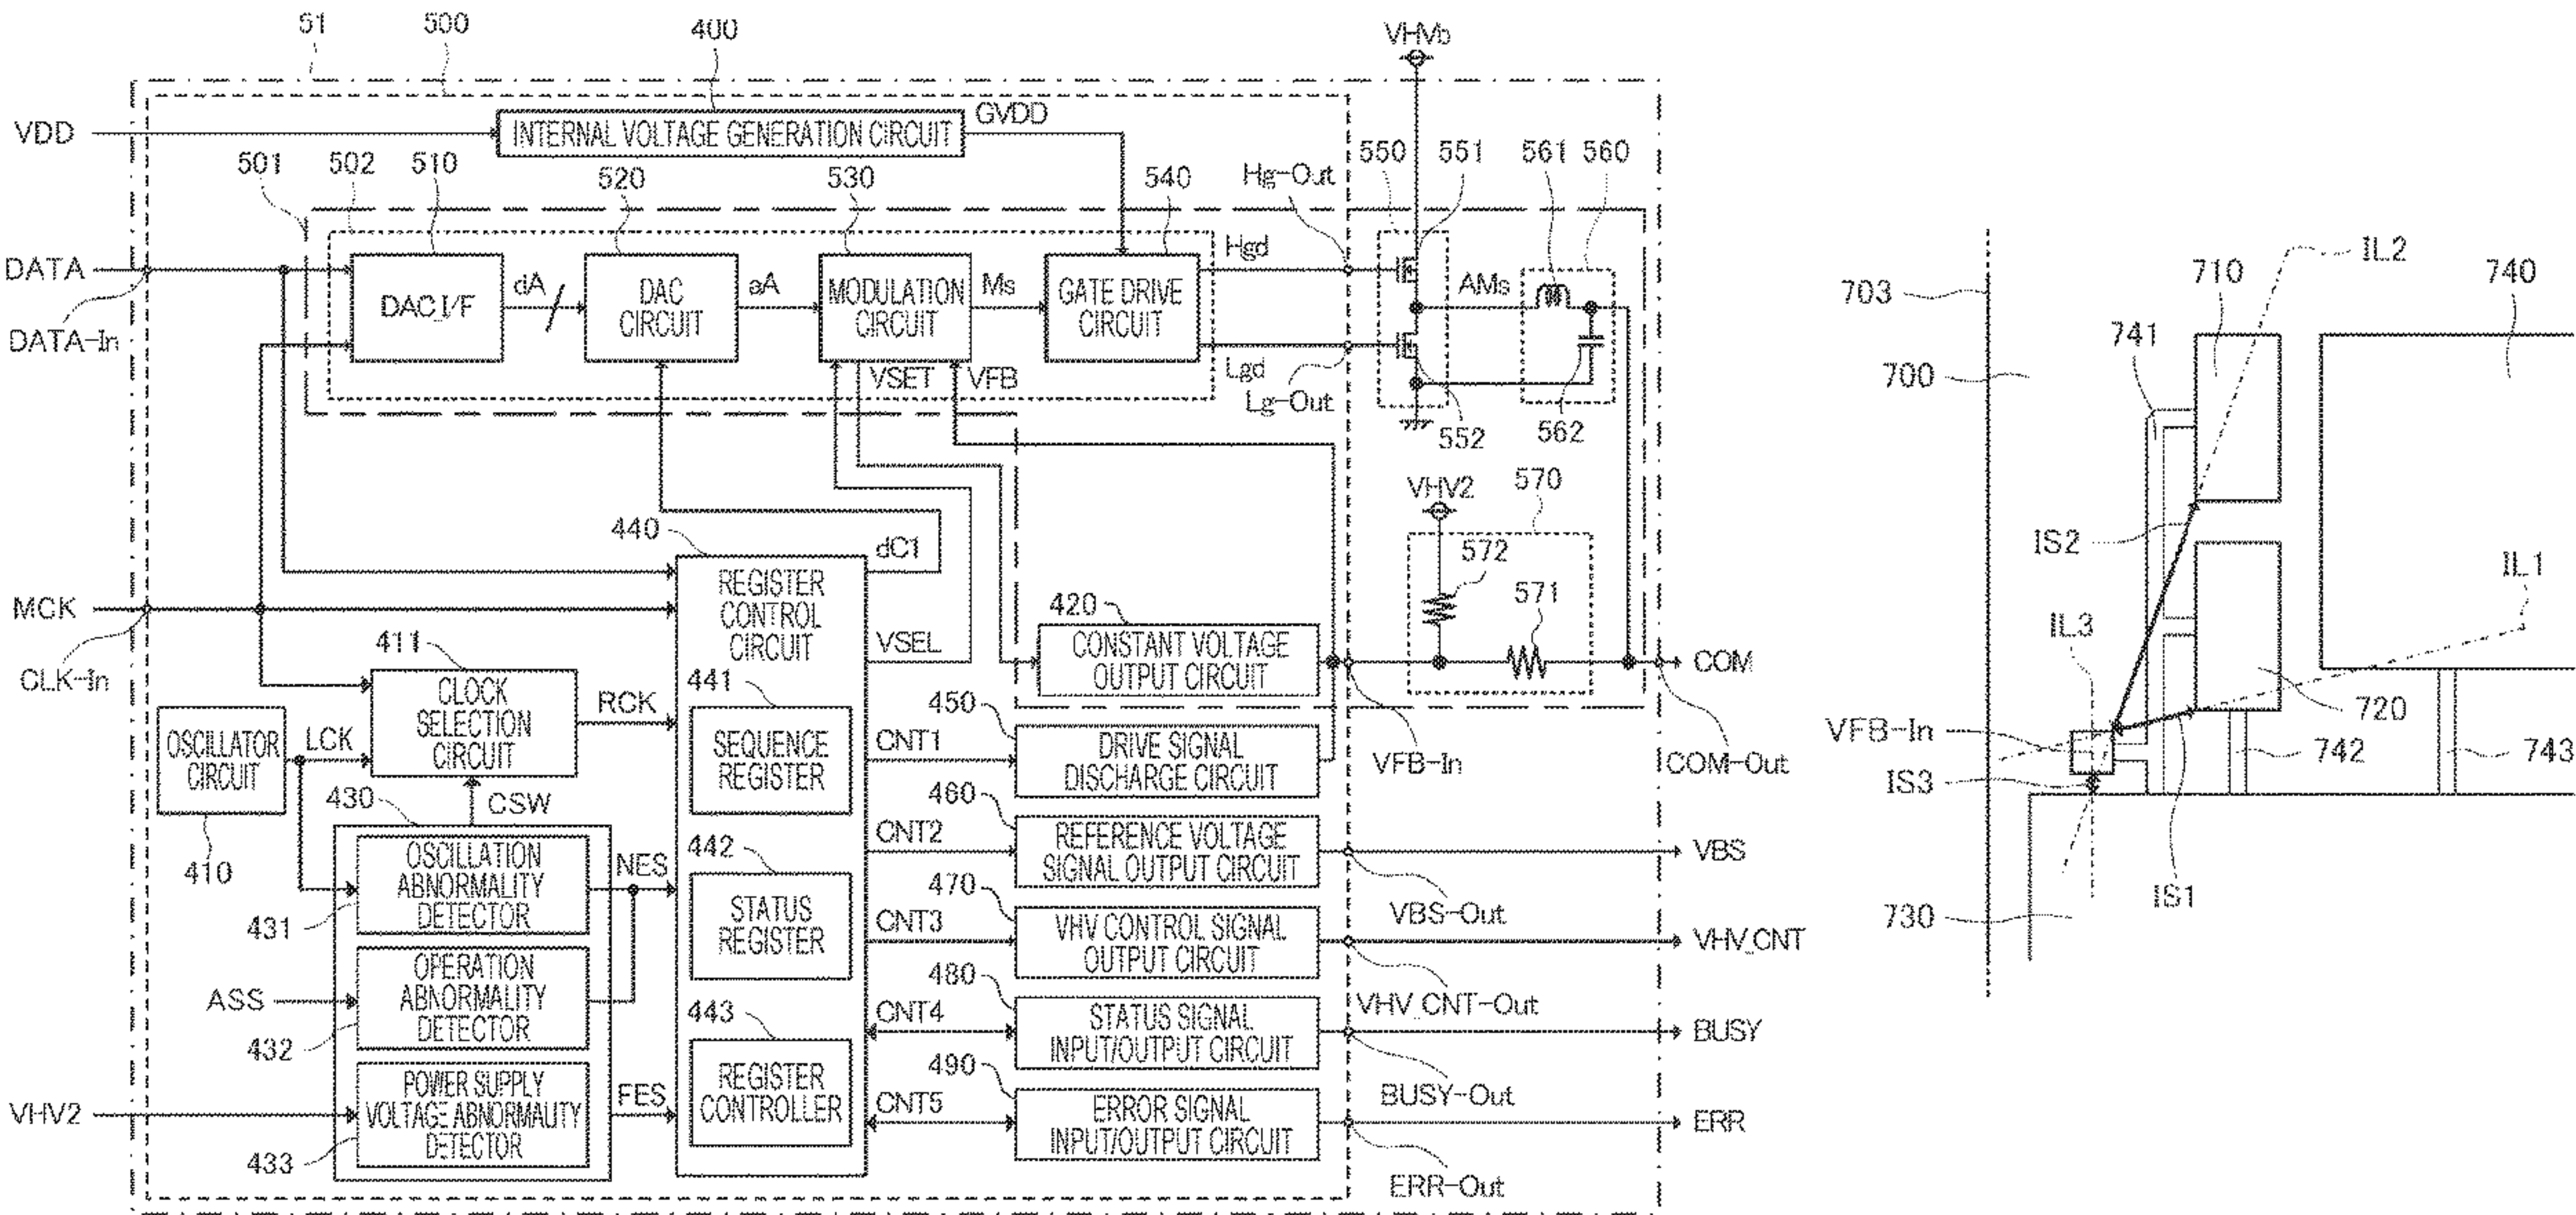 51
500
400
VHVb
VDD
INTERNAL VOLTAGE GENERATION CIRCUIT
GVDD
501
502
510
520
530
540
Hg-Out
550
551
561
560
DATA
DATA-In
DAC_I/F
dA
DAC
CIRCUIT
aA
MODULATION
CIRCUIT
Ms
GATE DRIVE
CIRCUIT
Hgd
Lgd
Lg-Out
AMs
552
562
VSET
VFB
VHV2
570
572
571
440
dC1
REGISTER
CONTROL
CIRCUIT
VSEL
MCK
CLK-In
411
CLOCK
SELECTION
CIRCUIT
RCK
OSCILLATOR
CIRCUIT
LCK
410
430
CSW
441
SEQUENCE
REGISTER
442
STATUS
REGISTER
443
REGISTER
CONTROLLER
OSCILLATION
ABNORMALITY
DETECTOR
431
NES
ASS
OPERATION
ABNORMALITY
DETECTOR
432
VHV2
POWER SUPPLY
VOLTAGE ABNORMALITY
DETECTOR
433
FES
420
CONSTANT VOLTAGE
OUTPUT CIRCUIT
COM
CNT1
450
DRIVE SIGNAL
DISCHARGE CIRCUIT
VFB-In
COM-Out
CNT2
460
REFERENCE VOLTAGE
SIGNAL OUTPUT CIRCUIT
VBS
VBS-Out
CNT3
470
VHV CONTROL SIGNAL
OUTPUT CIRCUIT
VHV_CNT
VHV_CNT-Out
CNT4
480
STATUS SIGNAL
INPUT/OUTPUT CIRCUIT
BUSY
BUSY-Out
CNT5
490
ERROR SIGNAL
INPUT/OUTPUT CIRCUIT
ERR
ERR-Out
703
700
741
710
IL2
740
IS2
IL1
IL3
VFB-In
720
742
743
IS3
IS1
730